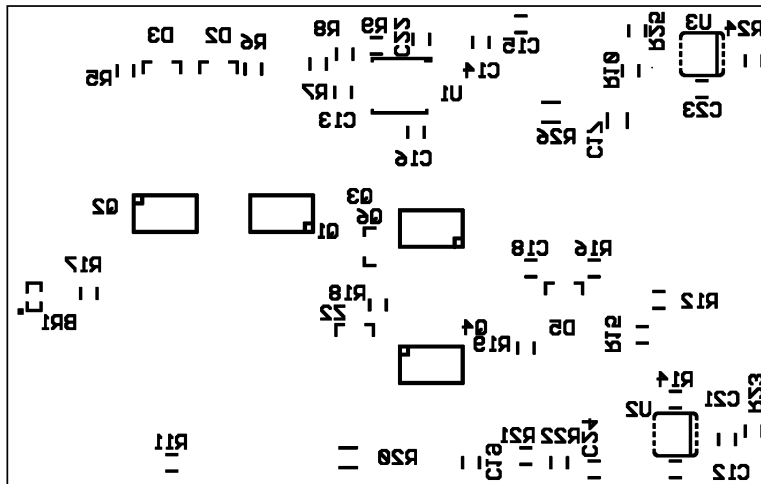 R9
R8
C22
C15
R25
U3
R24
D3
D2
R6
R5
C14
R10
R7
U1
C13
C23
R26
C17
C16
Q2
Q3
Q6
Q1
C18
R16
R17
R18
R12
BR1
Z2
Q4
D5
R15
R19
R14
U2
C21
R23
R11
R21
R22
C24
R20
C19
C12